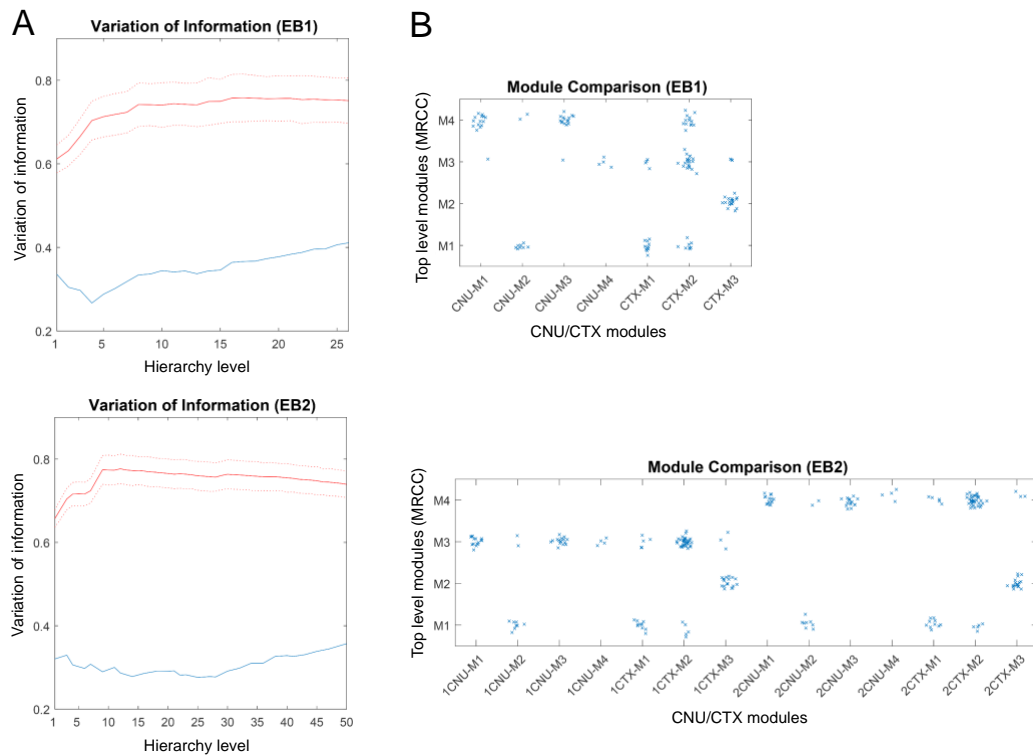 A
Variation of Information (EB1)
Variation of information
0.8
0.6
0.4
0.2
1 5 10 15 20 25
Hierarchy level
B
Module Comparison (EB1)
Top level modules (MRCC)
M4
M3
M2
M1
CNU-M1 CNU-M2 CNU-M3 CNU-M4 CTX-M1 CTX-M2 CTX-M3
CNU/CTX modules
Variation of Information (EB2)
Variation of information
0.8
0.6
0.4
0.2
1 5 10 15 20 25 30 35 40 45 50
Hierarchy level
Module Comparison (EB2)
Top level modules (MRCC)
M4
M3
M2
M1
1CNU-M1 1CNU-M2 1CNU-M3 1CNU-M4 1CTX-M1 1CTX-M2 1CTX-M3 2CNU-M1 2CNU-M2 2CNU-M3 2CNU-M4 2CTX-M1 2CTX-M2 2CTX-M3
CNU/CTX modules